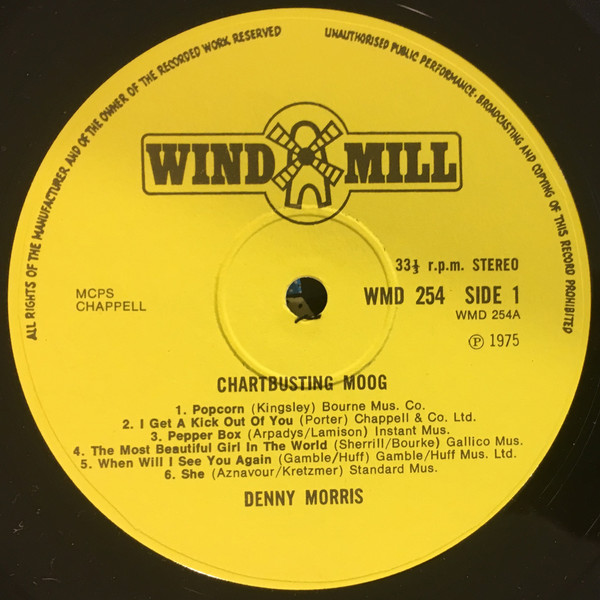 ALL RIGHTS OF THE MANUFACTURER AND OF THE OWNER OF THE RECORDED WORK RESERVED
UNAUTHORISED PUBLIC PERFORMANCE·BROADCASTING AND COPYING OF THIS RECORD PROHIBITED
WIND MILL
33⅓ r.p.m. STEREO
MCPS
CHAPPELL
WMD 254 SIDE 1
WMD 254A
℗ 1975
CHARTBUSTING MOOG
1. Popcorn (Kingsley) Bourne Mus. Co.
2. I Get A Kick Out Of You (Porter) Chappell & Co. Ltd.
3. Pepper Box (Arpadys/Lamison) Instant Mus.
4. The Most Beautiful Girl In The World (Sherrill/Bourke) Gallico Mus.
5. When Will I See You Again (Gamble/Huff) Gamble/Huff Mus. Ltd.
6. She (Aznavour/Kretzmer) Standard Mus.
DENNY MORRIS